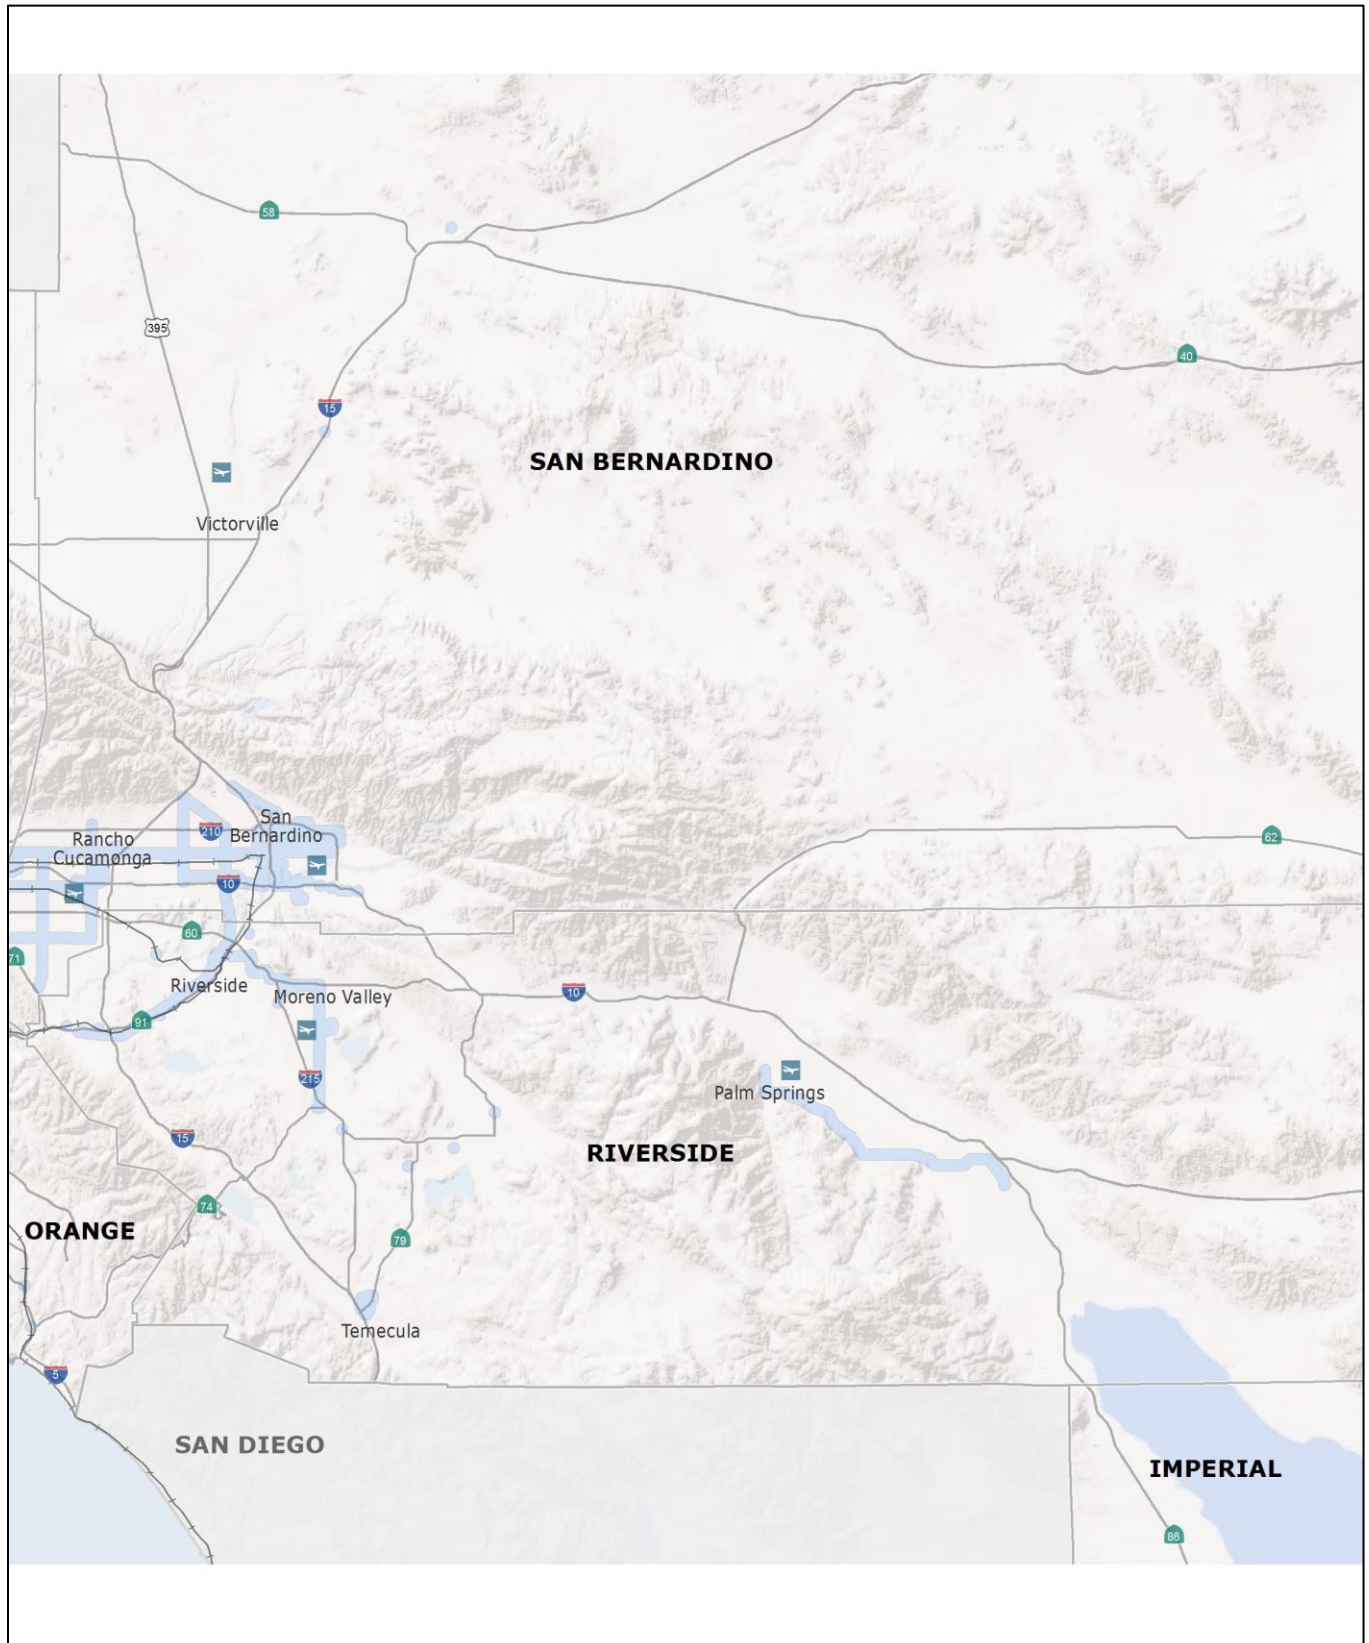 58
395
40
15
SAN BERNARDINO
Victorville
San
Bernardino
210
Rancho
Cucamonga
62
10
60
71
Riverside
Moreno Valley
10
91
215
Palm Springs
15
RIVERSIDE
74
ORANGE
79
Temecula
5
SAN DIEGO
IMPERIAL
86